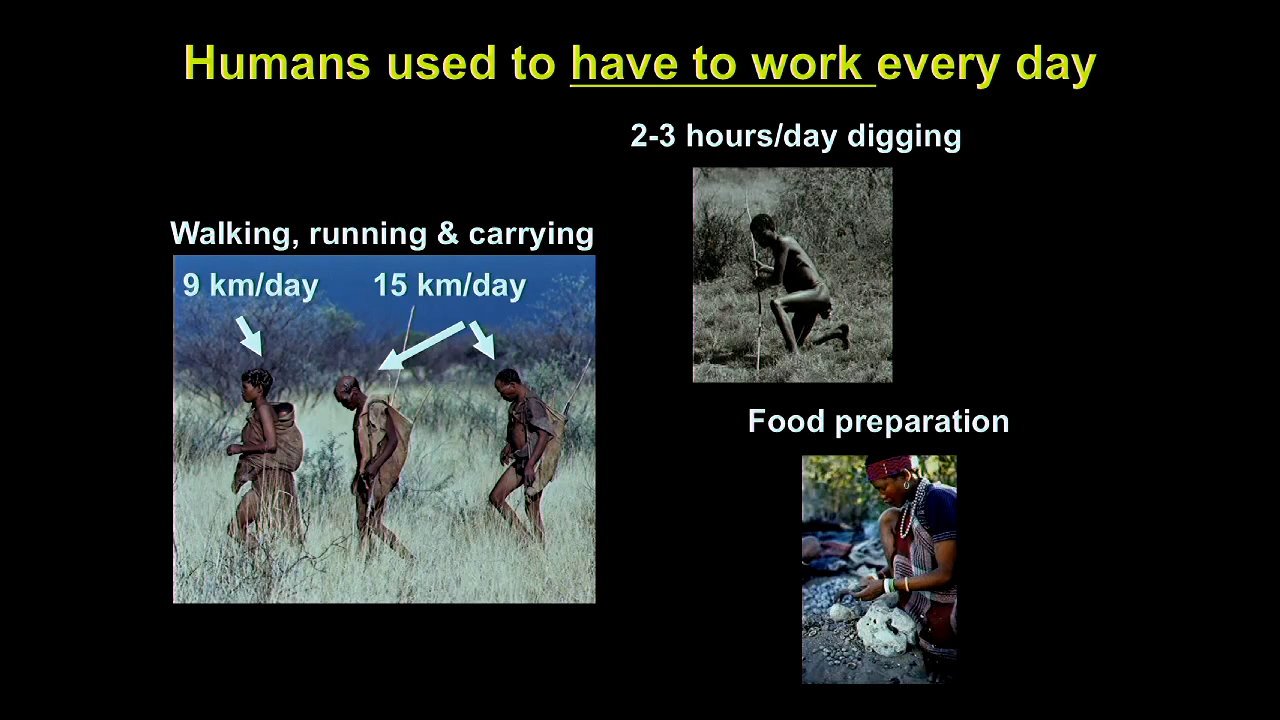 Humans used to have to work every day
2-3 hours/day digging
Walking, running & carrying
9 km/day
15 km/day
Food preparation